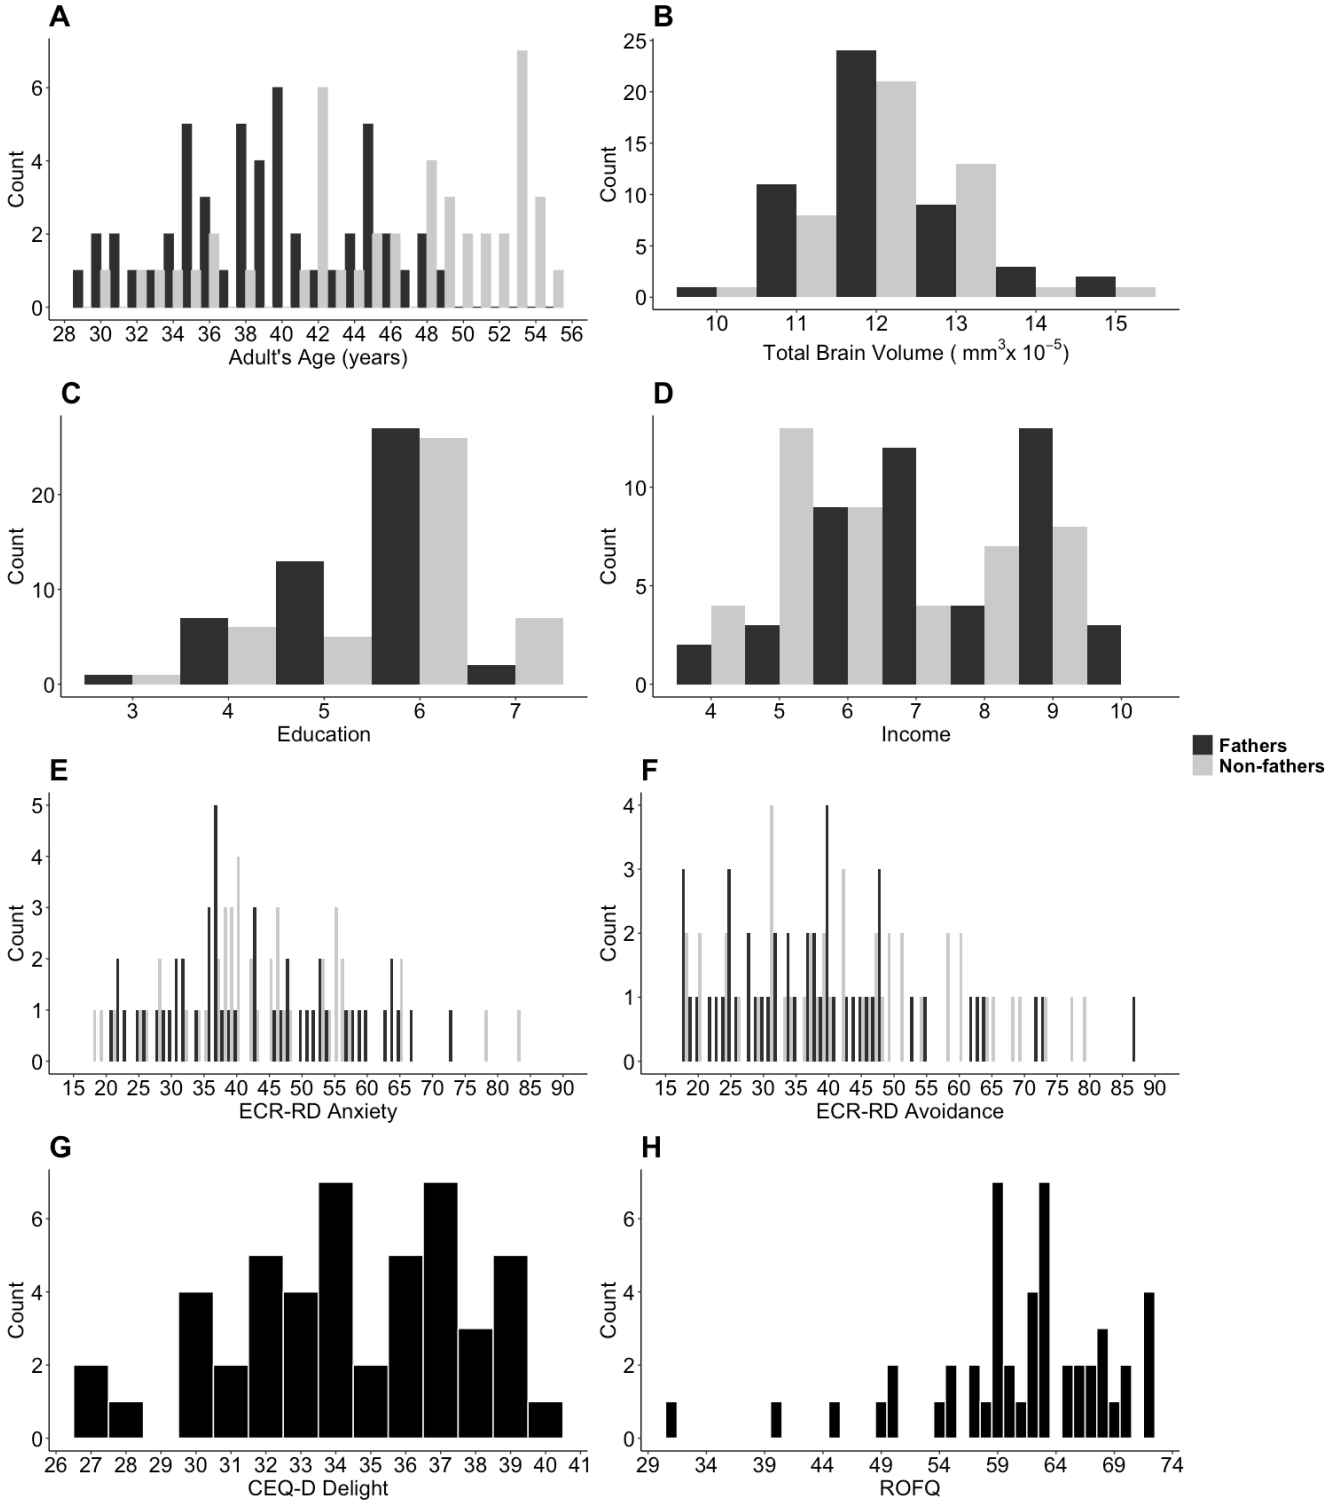 A
Count
6
4
2
0
28 30 32 34 36 38 40 42 44 46 48 50 52 54 56
Adult's Age (years)
B
Count
25
20
15
10
5
0
10 11 12 13 14 15
Total Brain Volume ( mm³x 10⁻⁵)
C
Count
20
10
0
3 4 5 6 7
Education
D
Count
10
5
0
4 5 6 7 8 9 10
Income
Fathers
Non-fathers
E
Count
5
4
3
2
1
0
15 20 25 30 35 40 45 50 55 60 65 70 75 80 85 90
ECR-RD Anxiety
F
Count
4
3
2
1
0
15 20 25 30 35 40 45 50 55 60 65 70 75 80 85 90
ECR-RD Avoidance
G
Count
6
4
2
0
26 27 28 29 30 31 32 33 34 35 36 37 38 39 40 41
CEQ-D Delight
H
Count
6
4
2
0
29 34 39 44 49 54 59 64 69 74
ROFQ